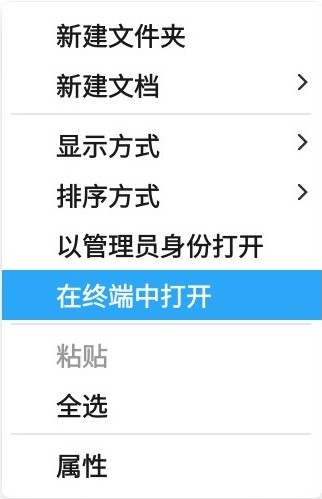 新建文件夹
新建文档
显示方式
排序方式
以管理员身份打开
在终端中打开
粘贴
全选
属性